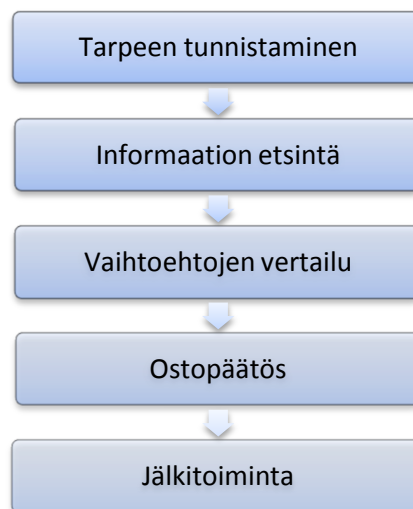 Tarpeen tunnistaminen
Informaation etsintä
Vaihtoehtojen vertailu
Ostopäätös
Jälkitoiminta